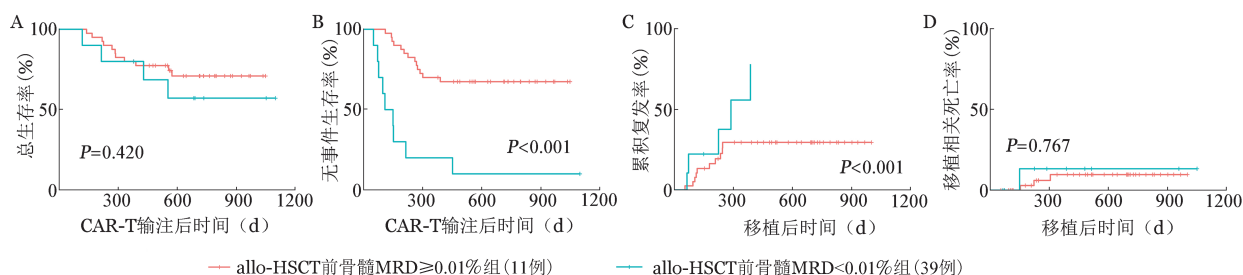 A
100
50
0
300
600
900
1200
总生存率(%)
P=0.420
CAR-T输注后时间（d）
B
100
50
0
300
600
900
1200
无事件生存率(%)
P<0.001
CAR-T输注后时间（d）
C
100
50
0
300
600
900
1200
累积复发率(%)
P<0.001
移植后时间（d）
D
100
50
0
300
600
900
1200
移植相关死亡率(%)
P=0.767
移植后时间（d）
allo-HSCT前骨髓MRD≥0.01%组(11例)
allo-HSCT前骨髓MRD<0.01%组(39例)